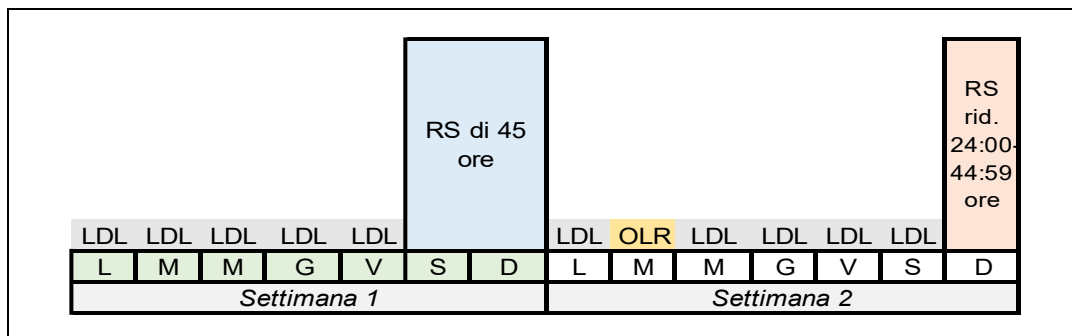 RS di 45
ore
RS
rid.
24:00-
44:59
ore
LDL LDL LDL LDL LDL LDL OLR LDL LDL LDL LDL
L M M G V S D L M M G V S D
Settimana 1 Settimana 2